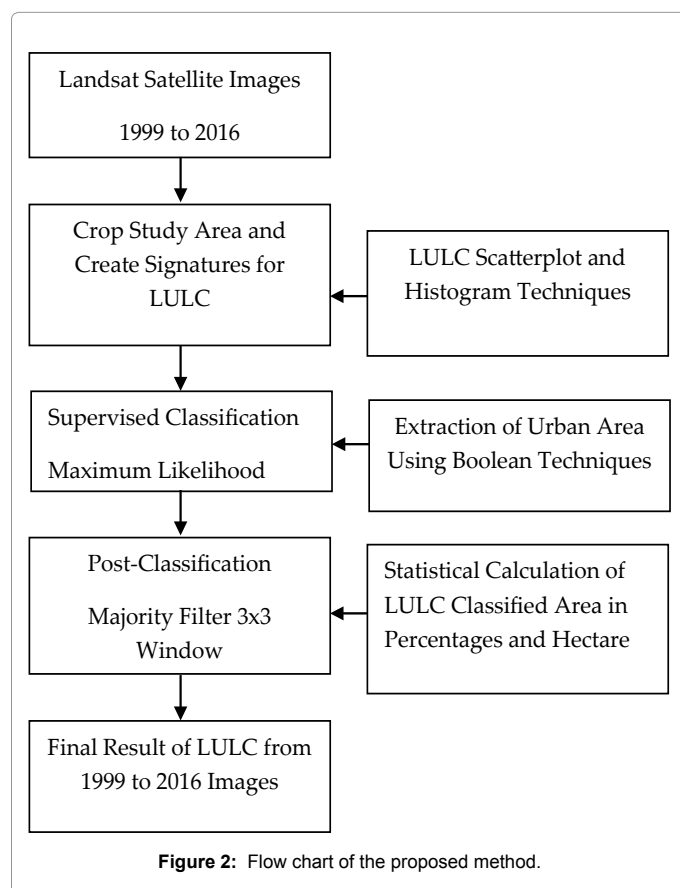 Landsat Satellite Images
1999 to 2016
Crop Study Area and
Create Signatures for
LULC
LULC Scatterplot and
Histogram Techniques
Supervised Classification
Maximum Likelihood
Extraction of Urban Area
Using Boolean Techniques
Post-Classification
Majority Filter 3x3
Window
Statistical Calculation of
LULC Classified Area in
Percentages and Hectare
Final Result of LULC from
1999 to 2016 Images
Figure 2: Flow chart of the proposed method.